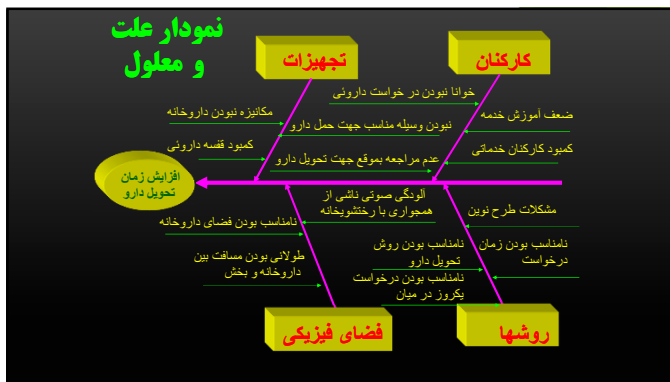 نمودار علت
و معلول
کارکنان
تجهیزات
خوانا نبودن در خواست داروئی
ضعف آموزش خدمه
کمبود کارکنان خدماتی
عدم مراجعه بموقع جهت تحویل دارو
مکانیزه نبودن داروخانه
نبودن وسیله مناسب جهت حمل دارو
کمبود قفسه داروئی
افزایش زمان
تحویل دارو
آلودگی صوتی ناشی از
همجواری با رختشویخانه
نامناسب بودن فضای داروخانه
طولانی بودن مسافت بین
داروخانه و بخش
مشکلات طرح نوین
نامناسب بودن زمان
درخواست
نامناسب بودن روش
تحویل دارو
نامناسب بودن درخواست
یکروز در میان
روشها
فضای فیزیکی